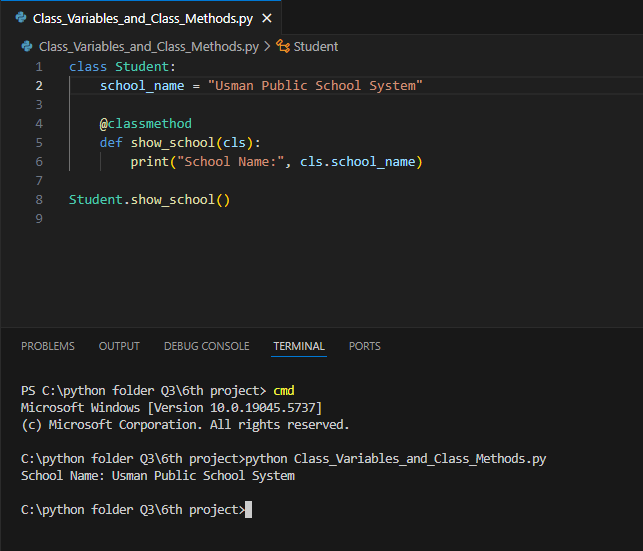 Class_Variables_and_Class_Methods.py ×
Class_Variables_and_Class_Methods.py > Student
1 class Student:
2     school_name = "Usman Public School System"
3
4     @classmethod
5     def show_school(cls):
6         print("School Name:", cls.school_name)
7
8 Student.show_school()
9
PROBLEMS OUTPUT DEBUG CONSOLE TERMINAL PORTS
PS C:\python folder Q3\6th project> cmd
Microsoft Windows [Version 10.0.19045.5737]
(c) Microsoft Corporation. All rights reserved.
C:\python folder Q3\6th project>python Class_Variables_and_Class_Methods.py
School Name: Usman Public School System
C:\python folder Q3\6th project>